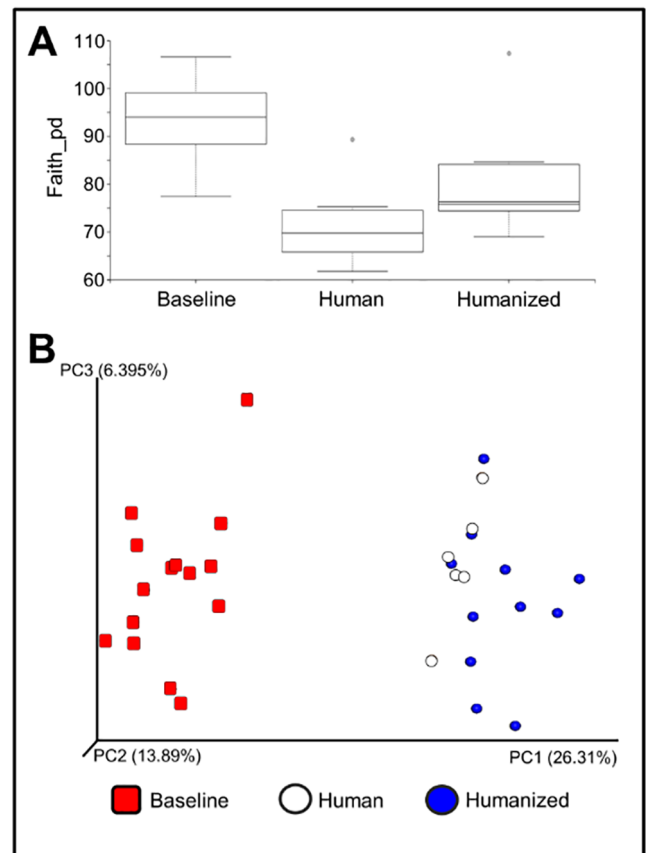 A
110
100
90
80
70
60
Faith_pd
Baseline Human Humanized
B
PC3 (6.395%)
PC2 (13.89%) PC1 (26.31%)
Baseline Human Humanized